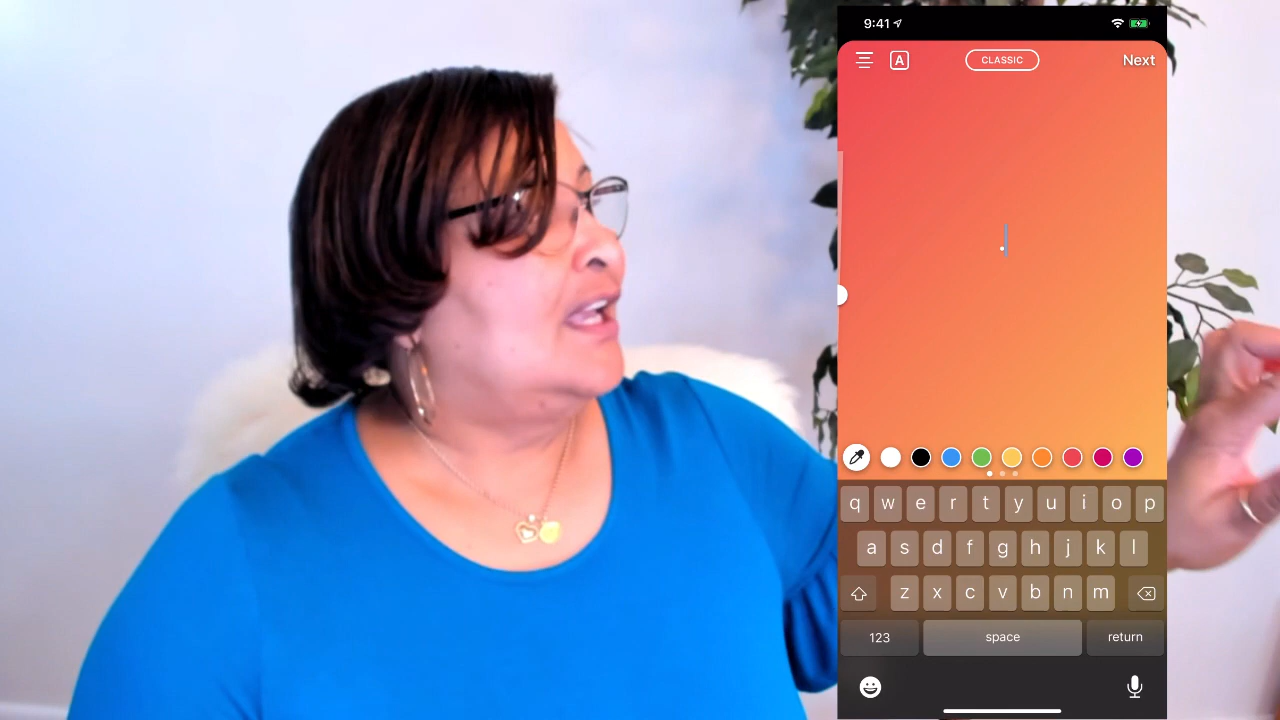 9:41
A CLASSIC Next
q w e r t y u i o p
a s d f g h j k l
z x c v b n m
123 space return